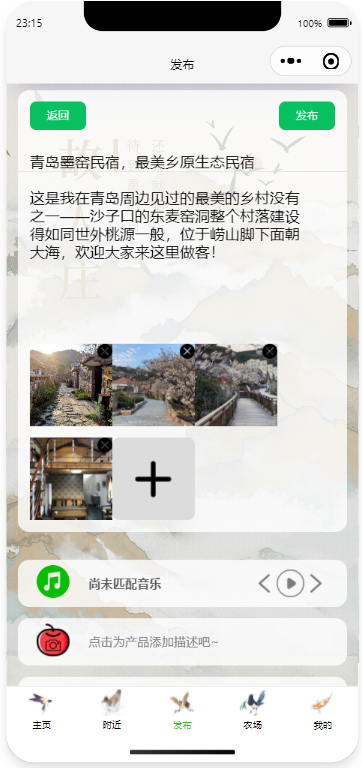 23:15
100%
发布
返回
发布
青岛墨窑民宿，最美乡原生态民宿
这是我在青岛周边见过的最美的乡村没有
之一——沙子口的东麦窑洞整个村落建设
得如同世外桃源一般，位于崂山脚下面朝
大海，欢迎大家来这里做客！
尚未匹配音乐
点击为产品添加描述吧~
主页
附近
发布
农场
我的